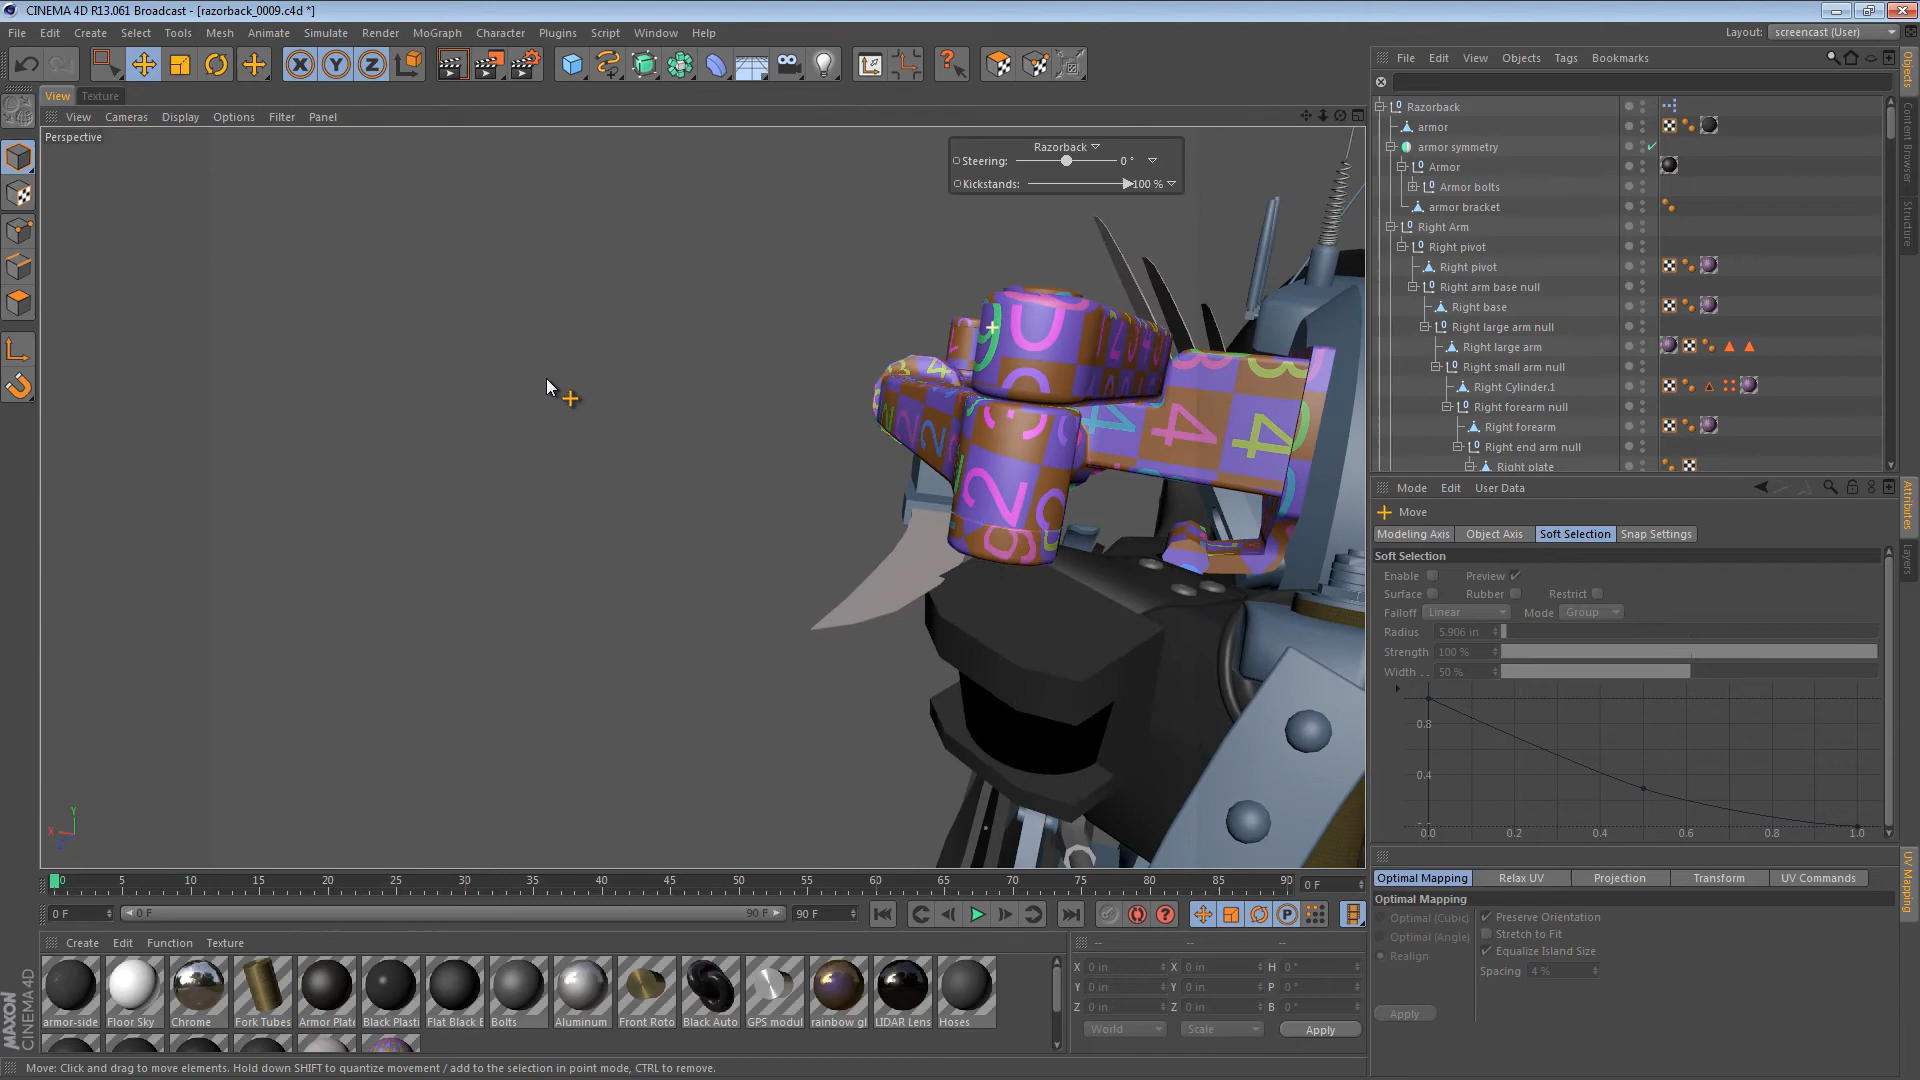 CINEMA 4D R13.061 Broadcast - [razorback_0009.c4d *]
File Edit Create Select Tools Mesh Animate Simulate Render MoGraph Character Plugins Script Window Help
Layout: screencast (User)
View Texture
View Cameras Display Options Filter Panel
Perspective
Razorback
Steering: 0 °
Kickstands: 100 %
File Edit View Objects Tags Bookmarks
Razorback
armor
armor symmetry
Armor
Armor bolts
armor bracket
Right Arm
Right pivot
Right pivot
Right arm base null
Right base
Right large arm null
Right large arm
Right small arm null
Right Cylinder.1
Right forearm null
Right forearm
Right end arm null
Right plate
Objects
Content Browser
Structure
Mode Edit User Data
Move
Modeling Axis Object Axis Soft Selection Snap Settings
Soft Selection
Enable Preview
Surface Rubber Restrict
Falloff Linear Mode Group
Radius 5.906 in
Strength 100 %
Width . . 50 %
0.8
0.4
0.0 0.2 0.4 0.6 0.8 1.0
Attributes
Layers
Optimal Mapping Relax UV Projection Transform UV Commands
Optimal Mapping
Optimal (Cubic) Preserve Orientation
Optimal (Angle) Stretch to Fit
Realign Equalize Island Size
Spacing 4 %
Apply
UV Mapping
Y
X
Z
0 5 10 15 20 25 30 35 40 45 50 55 60 65 70 75 80 85 90 0 F
0 F 0 F 90 F 90 F
Create Edit Function Texture
armor-side Floor Sky Chrome Fork Tubes Armor Plate Black Plasti Flat Black E Bolts Aluminum Front Roto Black Auto GPS modul rainbow gl LIDAR Lens Hoses
-- -- --
X 0 in X 0 in H 0 °
Y 0 in Y 0 in P 0 °
Z 0 in Z 0 in B 0 °
World Scale Apply
MAXON CINEMA 4D
Move: Click and drag to move elements. Hold down SHIFT to quantize movement / add to the selection in point mode, CTRL to remove.